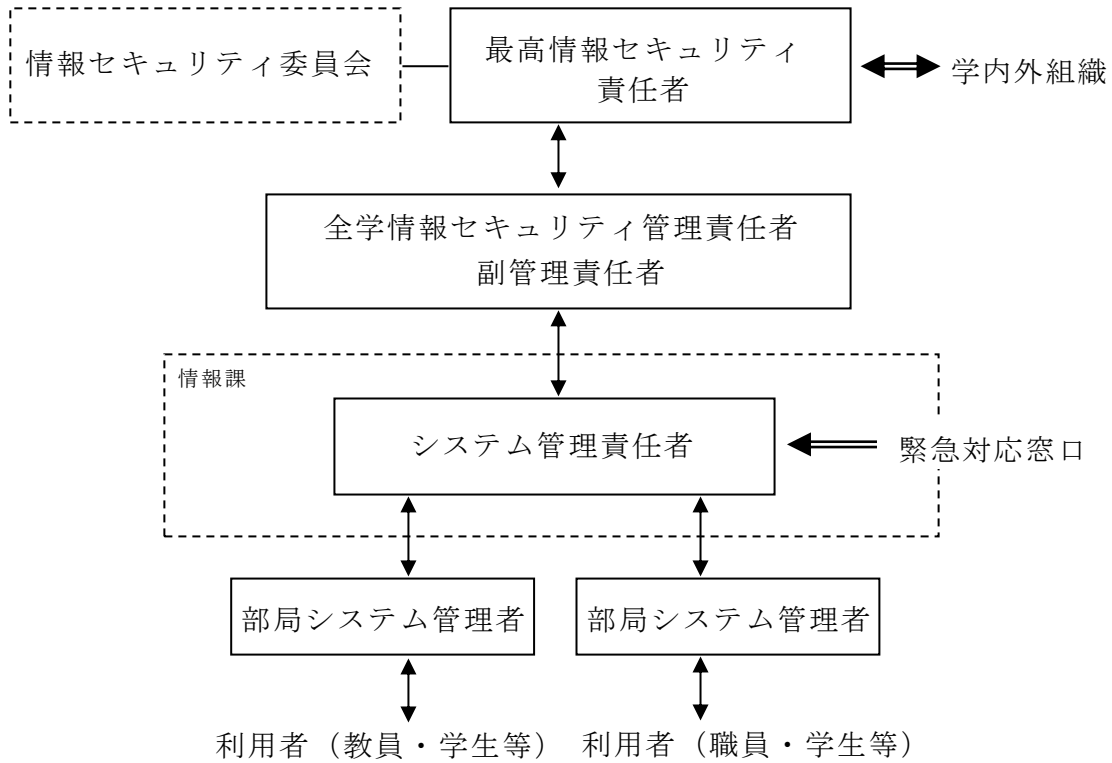 情報セキュリティ委員会
最高情報セキュリティ
責任者
学内外組織
全学情報セキュリティ管理責任者
副管理責任者
情報課
システム管理責任者
緊急対応窓口
部局システム管理者
部局システム管理者
利用者（教員・学生等）
利用者（職員・学生等）